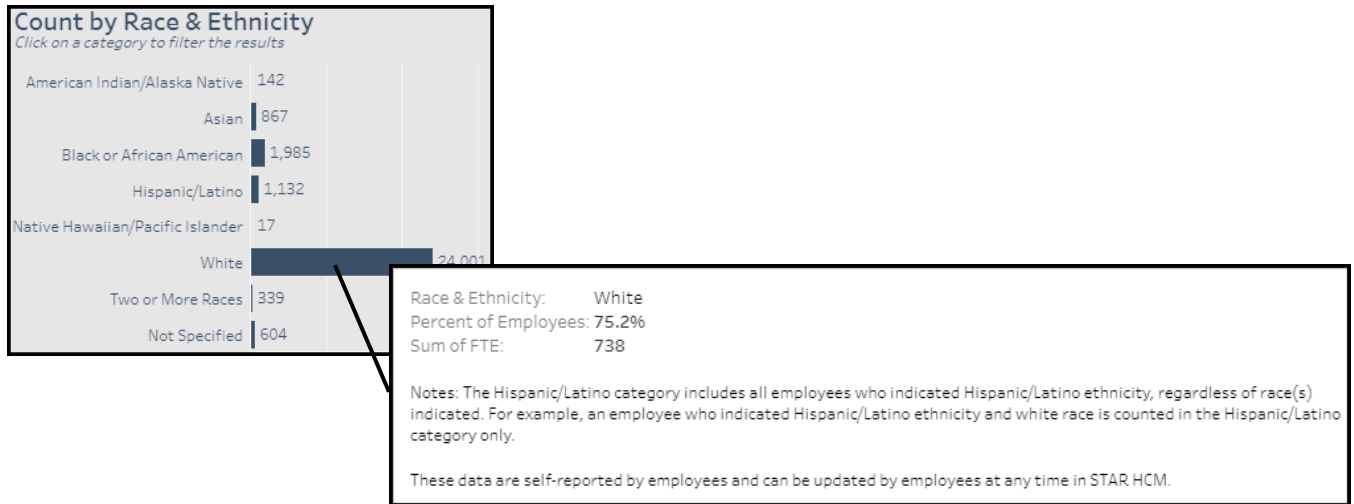 Count by Race & Ethnicity
Click on a category to filter the results
American Indian/Alaska Native 142
Asian 867
Black or African American 1,985
Hispanic/Latino 1,132
Native Hawaiian/Pacific Islander 17
White 24,001
Two or More Races 339
Not Specified 604
Race & Ethnicity: White
Percent of Employees: 75.2%
Sum of FTE: 738
Notes: The Hispanic/Latino category includes all employees who indicated Hispanic/Latino ethnicity, regardless of race(s)
indicated. For example, an employee who indicated Hispanic/Latino ethnicity and white race is counted in the Hispanic/Latino
category only.
These data are self-reported by employees and can be updated by employees at any time in STAR HCM.